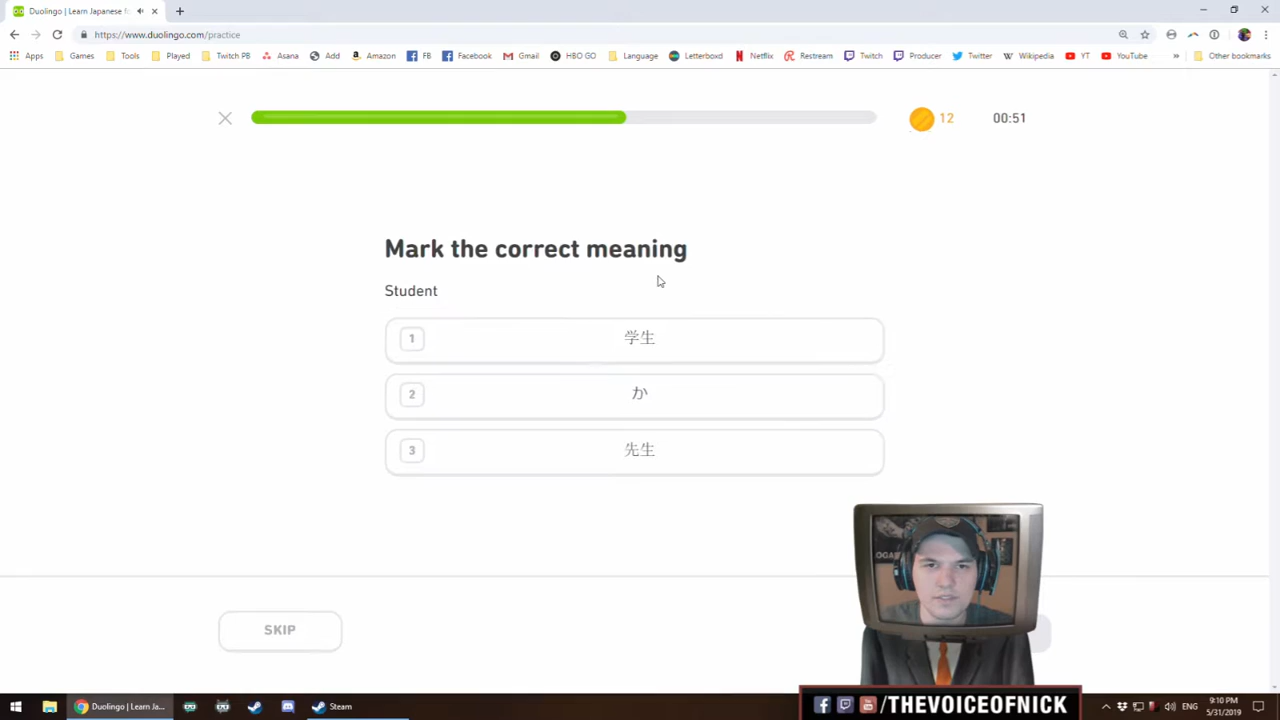 Duolingo | Learn Japanese f
https://www.duolingo.com/practice
Apps Games Tools Played Twitch PB Asana Add Amazon FB Facebook Gmail HBO GO Language Letterboxd Netflix Restream Twitch Producer Twitter Wikipedia YT YouTube » Other bookmarks
12 00:51
Mark the correct meaning
Student
1 学生
2 か
3 先生
SKIP
/THEVOICEOFNICK
Duolingo | Learn Ja... Steam
ENG
9:10 PM
5/31/2019